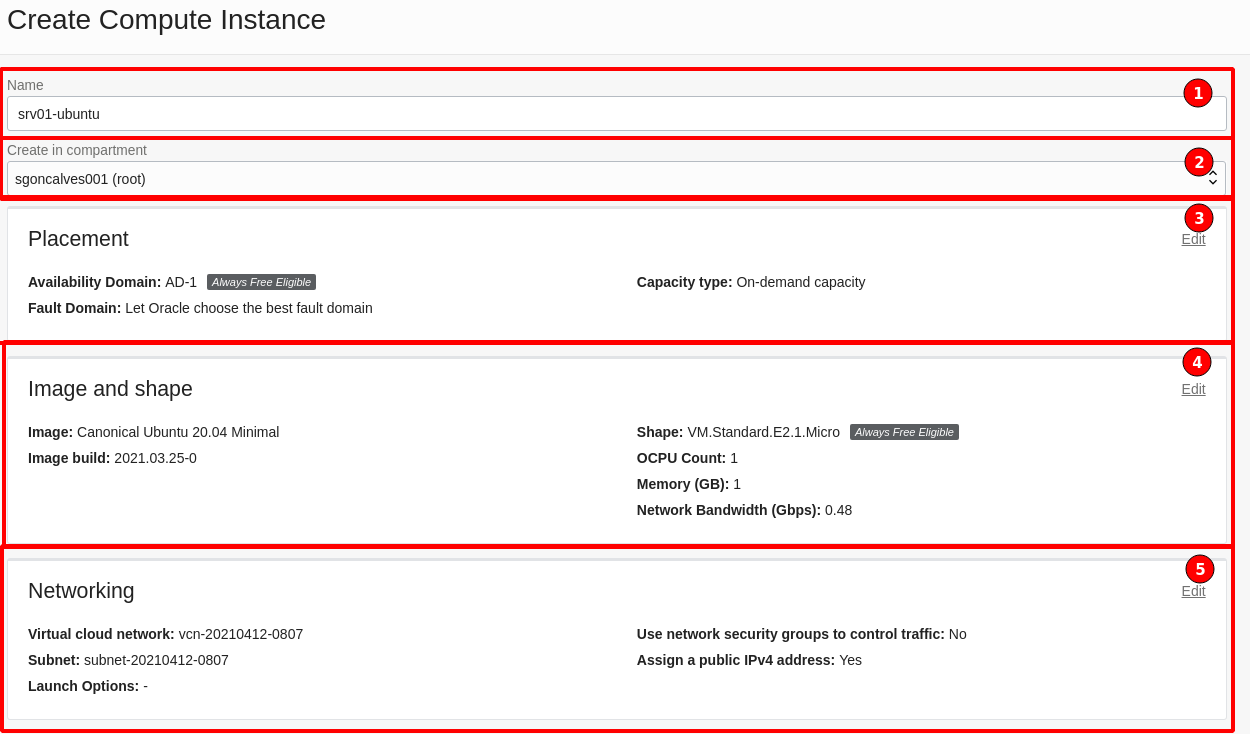 Create Compute Instance
Name
1
srv01-ubuntu
Create in compartment
2
sgoncalves001 (root)
3
Placement
Edit
Availability Domain: AD-1 Always Free Eligible
Capacity type: On-demand capacity
Fault Domain: Let Oracle choose the best fault domain
4
Image and shape
Edit
Image: Canonical Ubuntu 20.04 Minimal
Shape: VM.Standard.E2.1.Micro Always Free Eligible
Image build: 2021.03.25-0
OCPU Count: 1
Memory (GB): 1
Network Bandwidth (Gbps): 0.48
5
Networking
Edit
Virtual cloud network: vcn-20210412-0807
Use network security groups to control traffic: No
Subnet: subnet-20210412-0807
Assign a public IPv4 address: Yes
Launch Options: -